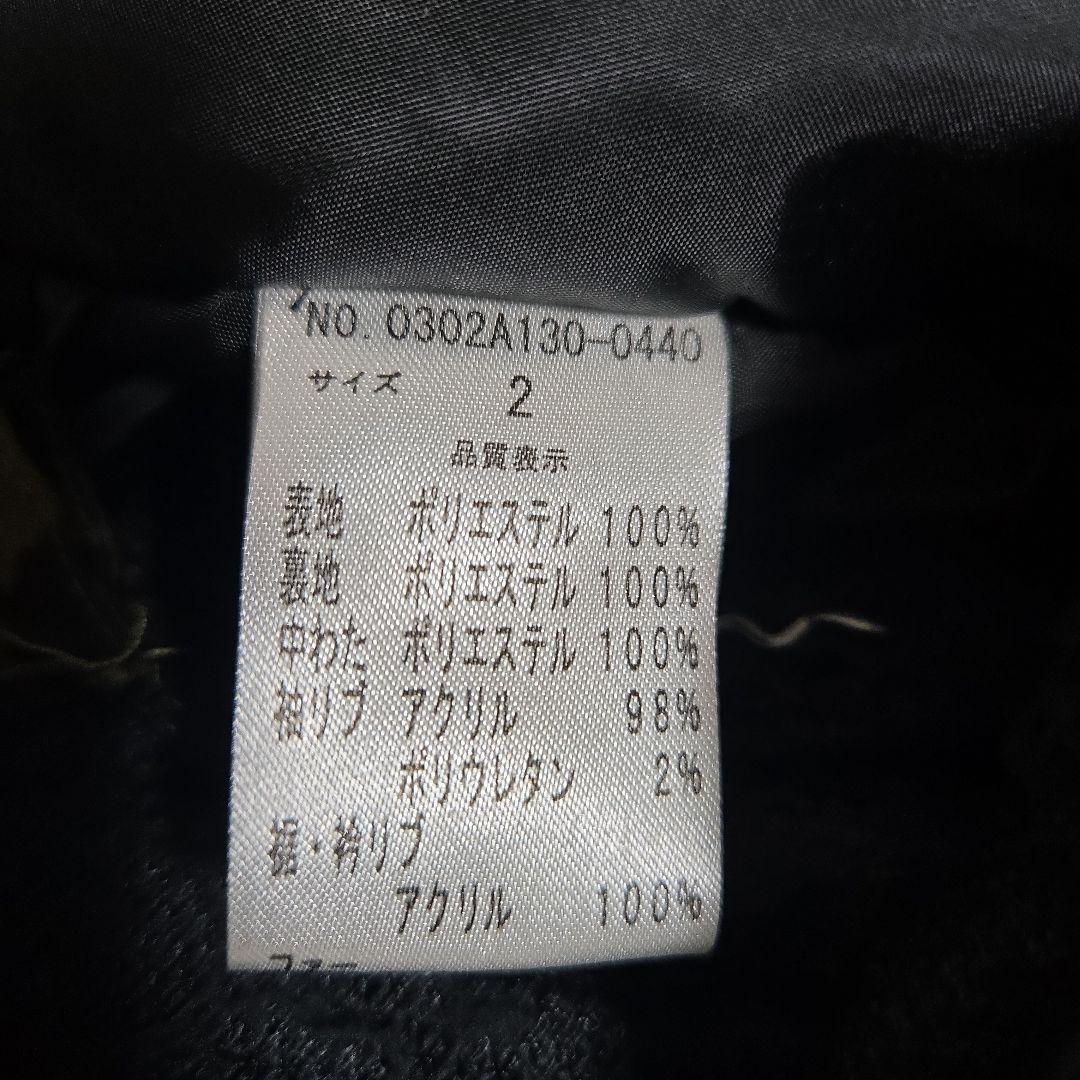 NO. 0302A130-0440
サイズ 2
品質表示
表地 ポリエステル 100%
裏地 ポリエステル 100%
中わた ポリエステル 100%
袖リブ アクリル 98%
ポリウレタン 2%
裾・衿リブ
アクリル 100%